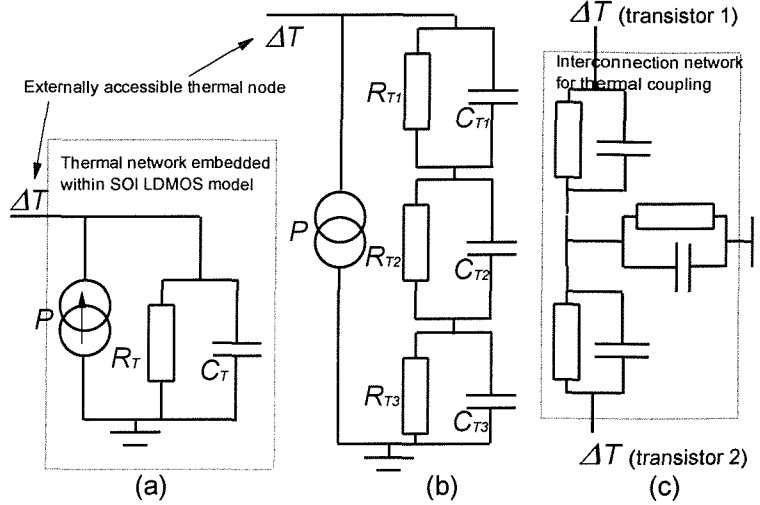 ΔT
Externally accessible thermal node
Thermal network embedded
within SOI LDMOS model
ΔT
P
R_T
C_T
(a)
P
R_T1
C_T1
R_T2
C_T2
R_T3
C_T3
(b)
ΔT (transistor 1)
Interconnection network
for thermal coupling
ΔT (transistor 2)
(c)